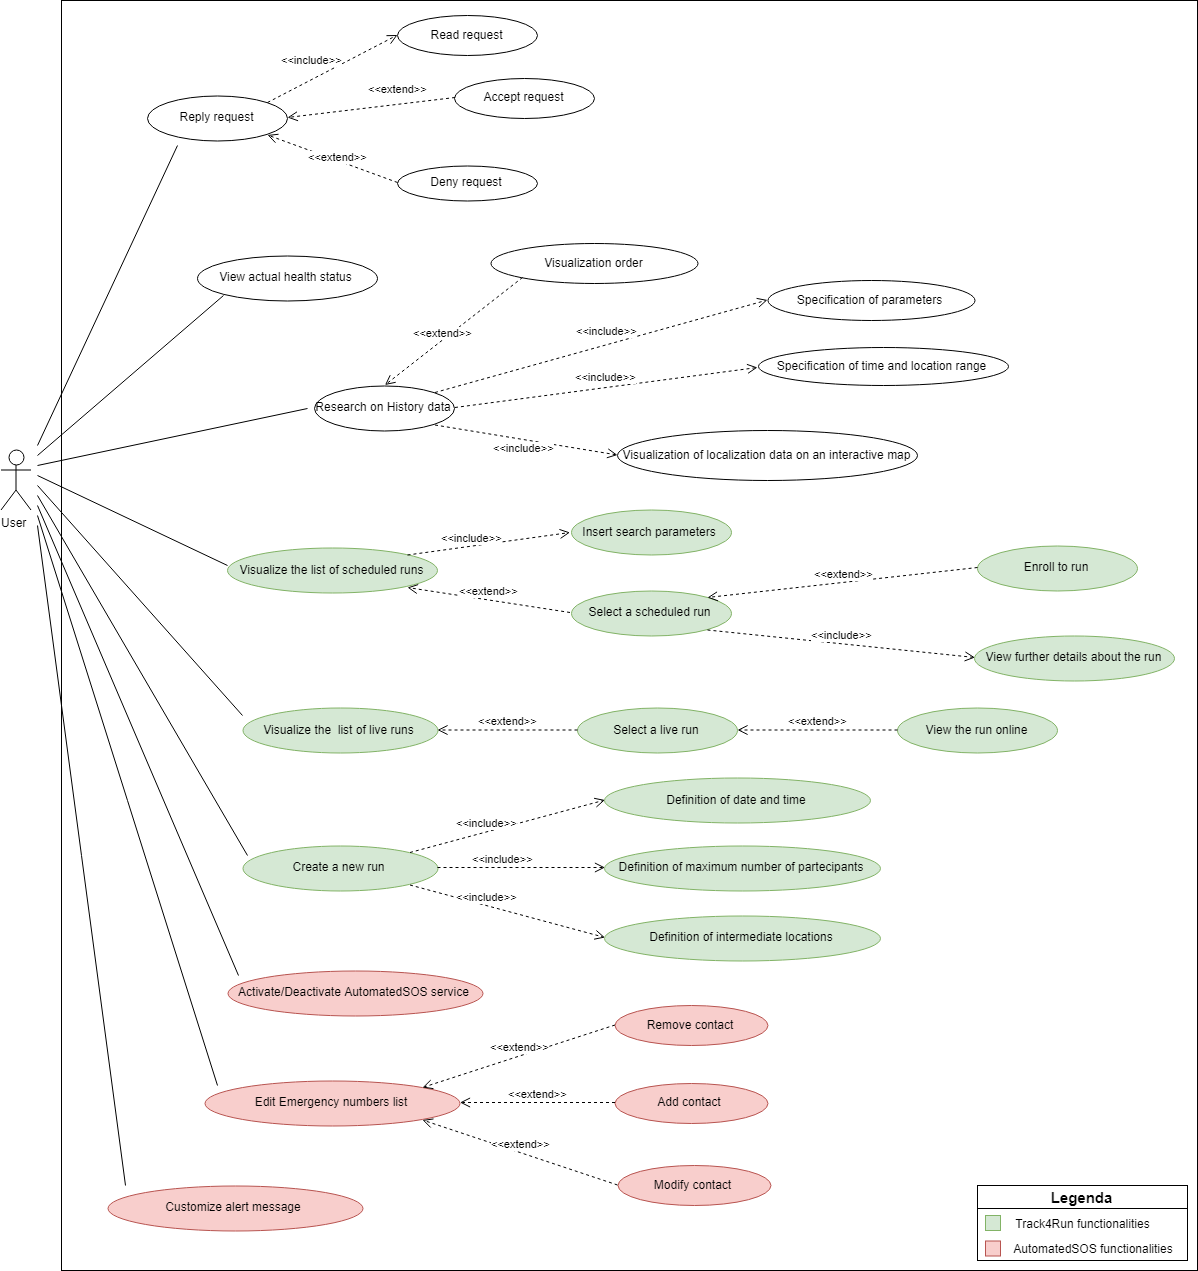 Read request
<<include>>
<<extend>>
Accept request
Reply request
<<extend>>
Deny request
View actual health status
Visualization order
Specification of parameters
<<extend>>
<<include>>
Specification of time and location range
<<include>>
Research on History data
<<include>>
Visualization of localization data on an interactive map
User
Insert search parameters
<<include>>
Visualize the list of scheduled runs
Enroll to run
<<extend>>
<<extend>>
Select a scheduled run
<<include>>
View further details about the run
Visualize the  list of live runs
<<extend>>
Select a live run
<<extend>>
View the run online
Definition of date and time
<<include>>
Create a new run
<<include>>
Definition of maximum number of partecipants
<<include>>
Definition of intermediate locations
Activate/Deactivate AutomatedSOS service
Remove contact
<<extend>>
Edit Emergency numbers list
<<extend>>
Add contact
<<extend>>
Modify contact
Customize alert message
Legenda
Track4Run functionalities
AutomatedSOS functionalities